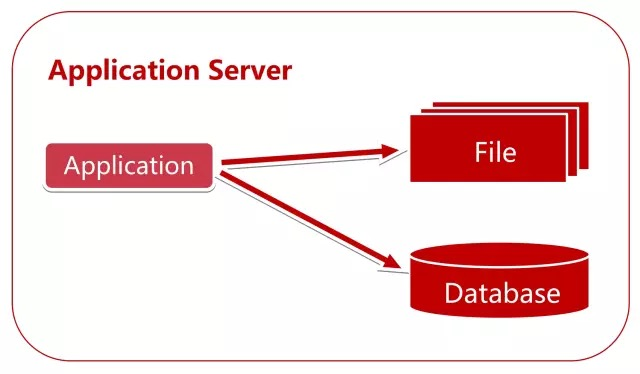 Application Server
Application
File
Database